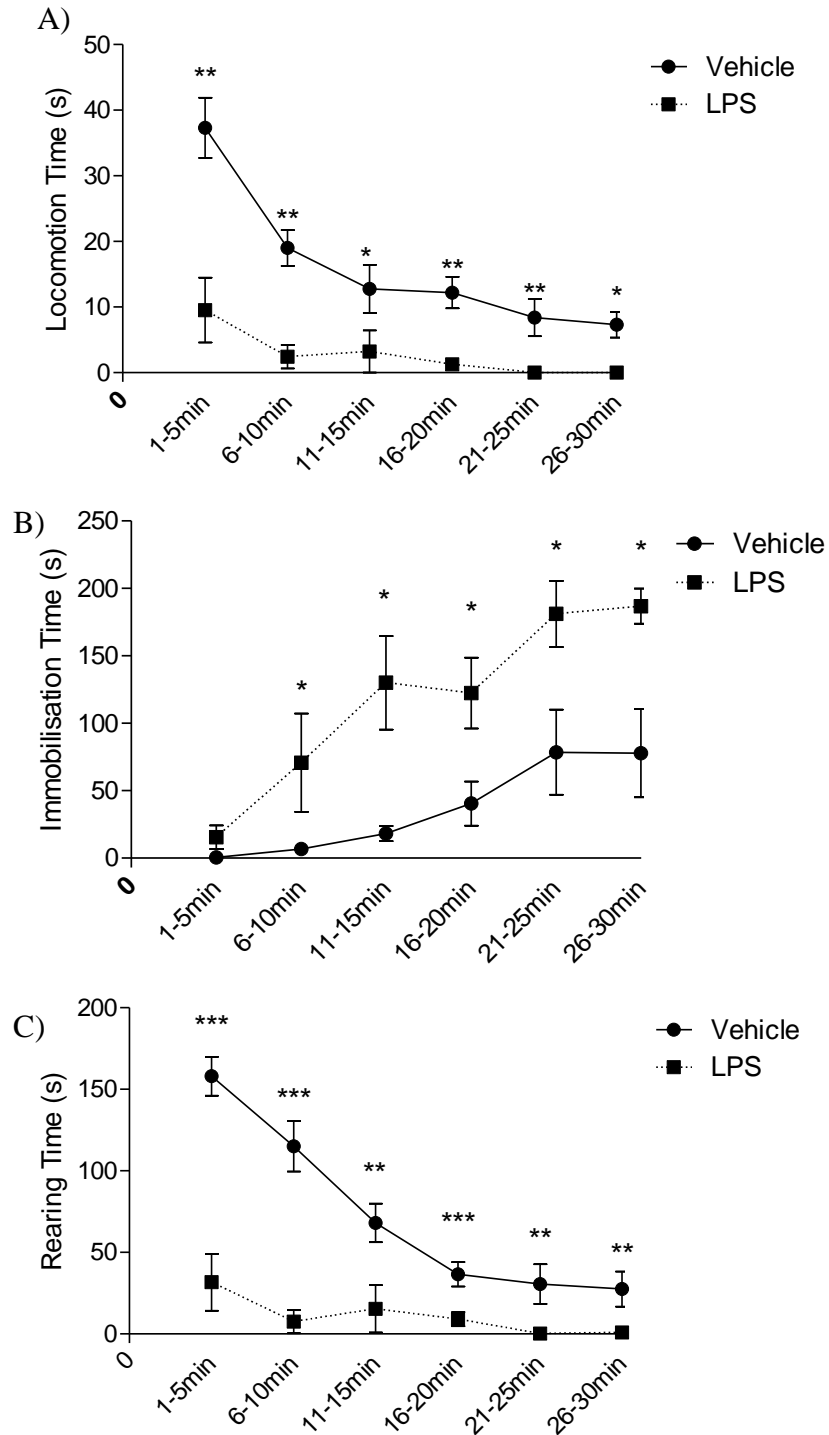 A)
Locomotion Time (s)
50
40
30
20
10
0
** ** * ** ** *
Vehicle
LPS
0 1-5min 6-10min 11-15min 16-20min 21-25min 26-30min
B)
Immobilisation Time (s)
250
200
150
100
50
0
* * * * *
Vehicle
LPS
0 1-5min 6-10min 11-15min 16-20min 21-25min 26-30min
C)
Rearing Time (s)
200
150
100
50
0
*** *** ** *** ** **
Vehicle
LPS
0 1-5min 6-10min 11-15min 16-20min 21-25min 26-30min